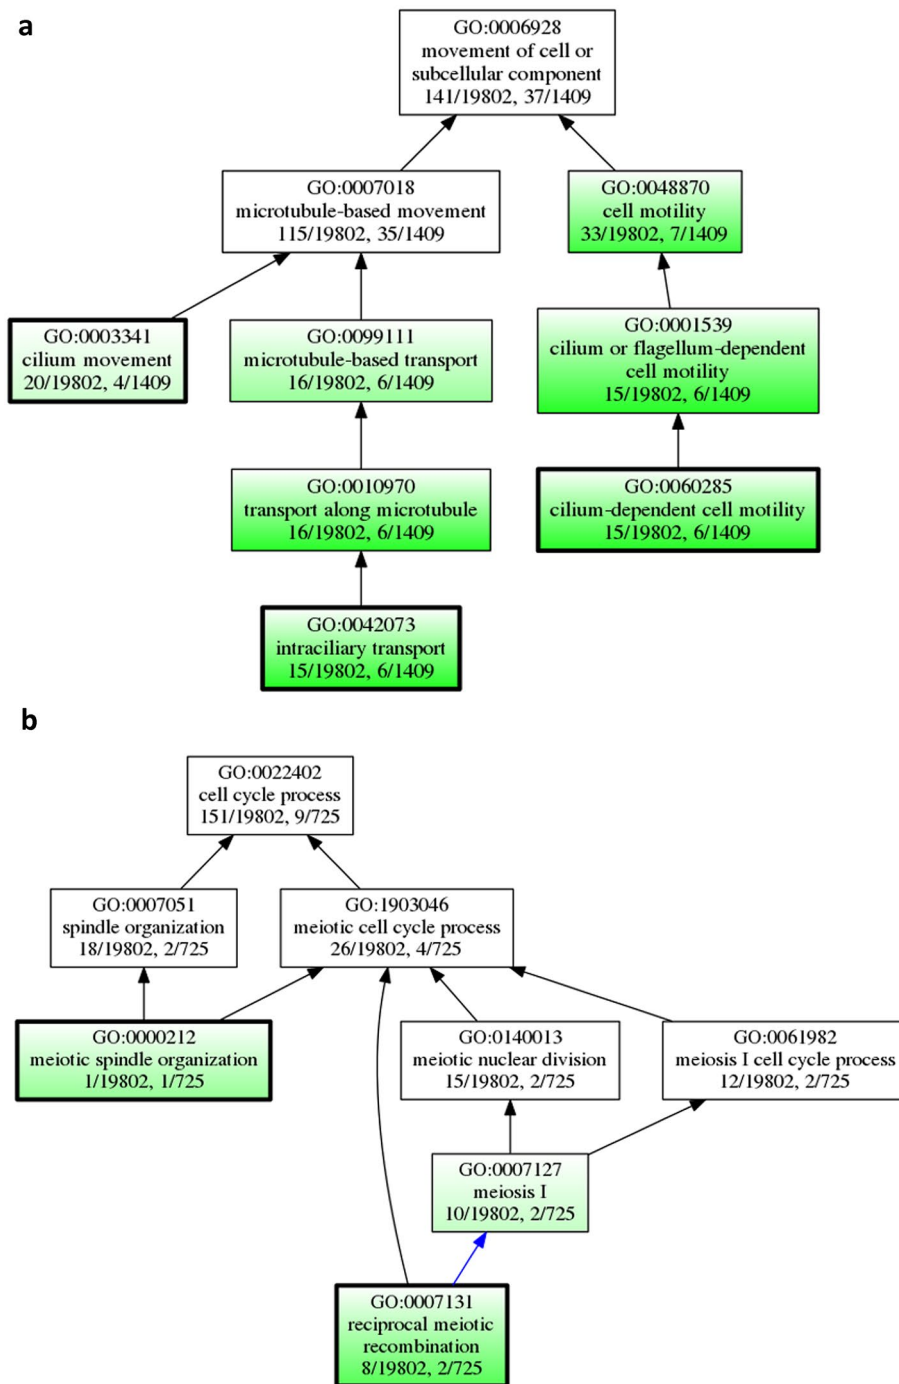 a
GO:0006928
movement of cell or
subcellular component
141/19802, 37/1409
GO:0007018
microtubule-based movement
115/19802, 35/1409
GO:0048870
cell motility
33/19802, 7/1409
GO:0003341
cilium movement
20/19802, 4/1409
GO:0099111
microtubule-based transport
16/19802, 6/1409
GO:0001539
cilium or flagellum-dependent
cell motility
15/19802, 6/1409
GO:0010970
transport along microtubule
16/19802, 6/1409
GO:0060285
cilium-dependent cell motility
15/19802, 6/1409
GO:0042073
intraciliary transport
15/19802, 6/1409
b
GO:0022402
cell cycle process
151/19802, 9/725
GO:0007051
spindle organization
18/19802, 2/725
GO:1903046
meiotic cell cycle process
26/19802, 4/725
GO:0000212
meiotic spindle organization
1/19802, 1/725
GO:0140013
meiotic nuclear division
15/19802, 2/725
GO:0061982
meiosis I cell cycle process
12/19802, 2/725
GO:0007127
meiosis I
10/19802, 2/725
GO:0007131
reciprocal meiotic
recombination
8/19802, 2/725